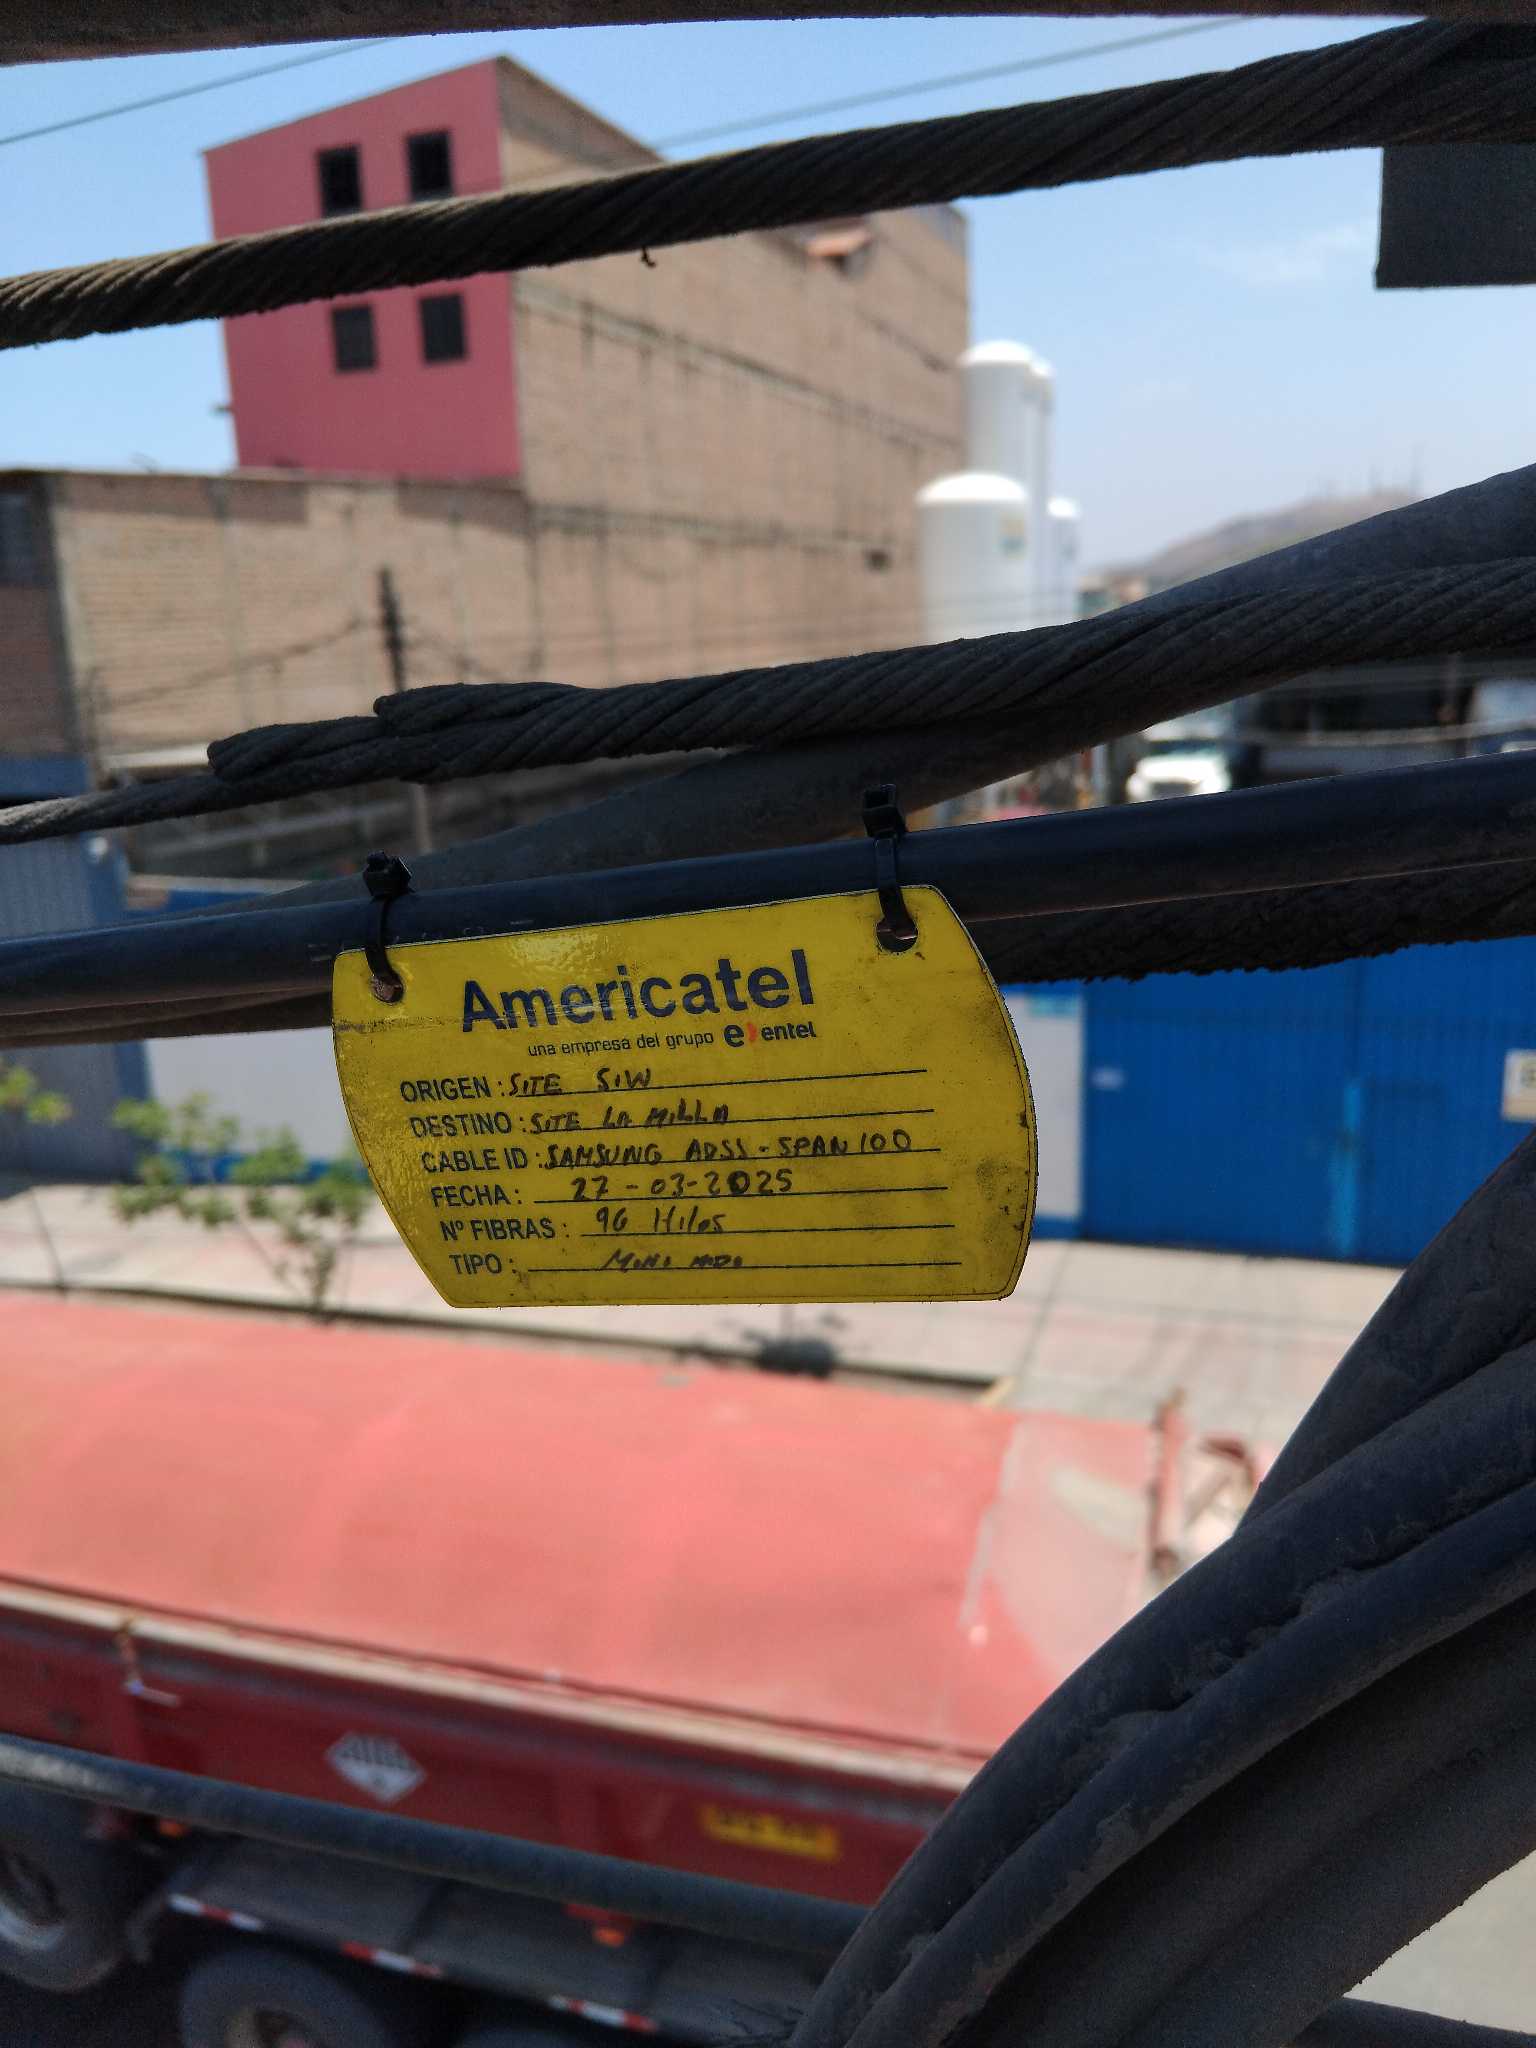 Americatel
una empresa del grupo e) entel
ORIGEN : SITE SIW
DESTINO : SITE LA MILLA
CABLE ID : SAMSUNG ADSS - SPAN 100
FECHA : 27 - 03 - 2025
Nº FIBRAS : 96 Hilos
TIPO : MINI